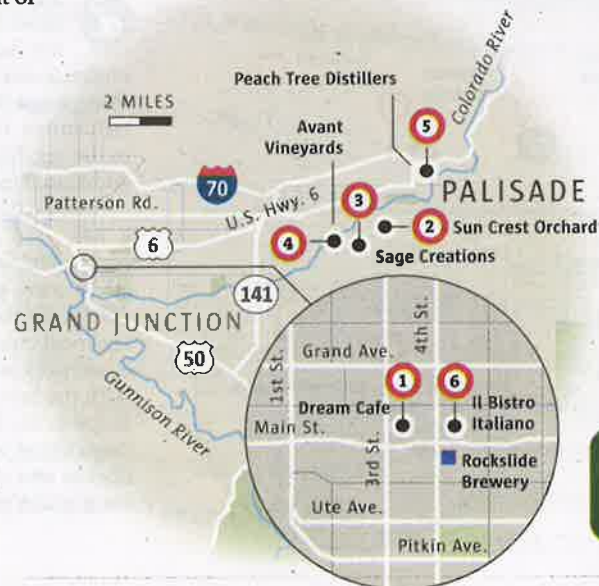 2 MILES
Peach Tree Distillers
Colorado River
Avant
Vineyards
5
70
PALISADE
Patterson Rd.
U.S. Hwy. 6
3
2
Sun Crest Orchard
6
4
Sage Creations
141
GRAND JUNCTION
50
Gunnison River
1st St.
Grand Ave.
4th St.
1
6
Dream Cafe
Il Bistro
Italiano
Main St.
3rd St.
Rockslide
Brewery
Ute Ave.
Pitkin Ave.